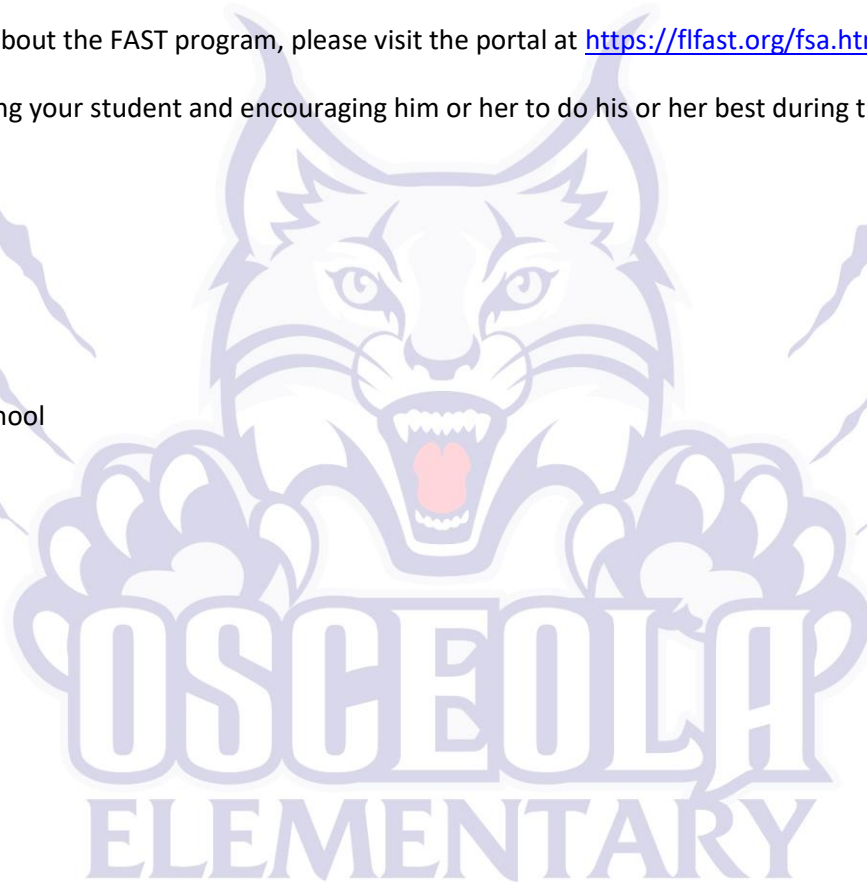 bout the FAST program, please visit the portal at https://flfast.org/fsa.htm
ng your student and encouraging him or her to do his or her best during t
hool
OSCEOLA
ELEMENTARY